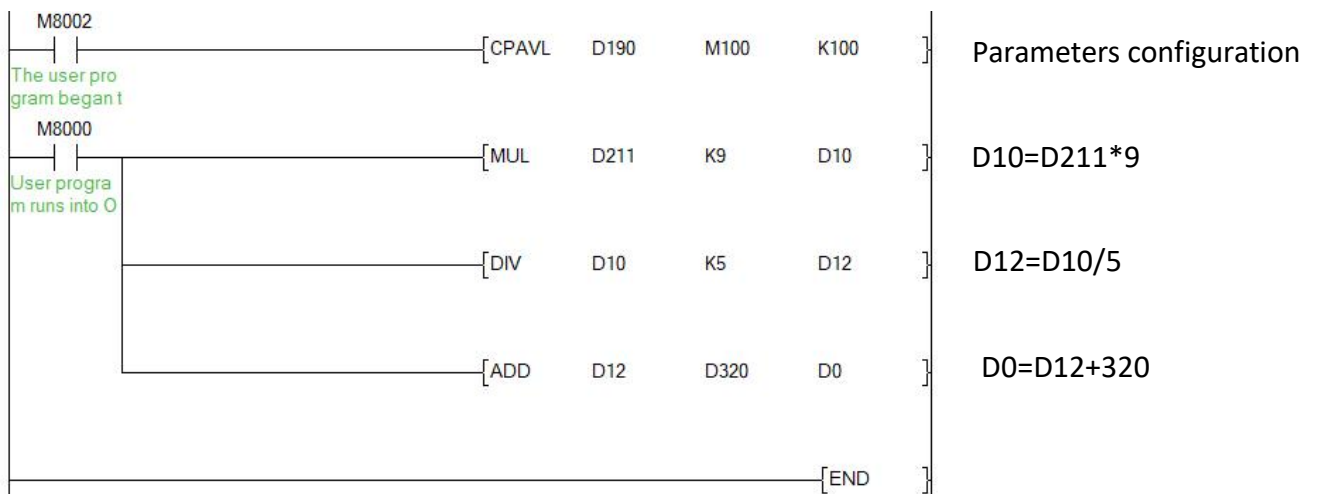 M8002
[CPAVL D190 M100 K100 ] Parameters configuration
The user pro
gram began t
M8000
[MUL D211 K9 D10 ] D10=D211*9
User progra
m runs into O
[DIV D10 K5 D12 ] D12=D10/5
[ADD D12 D320 D0 ] D0=D12+320
[END ]